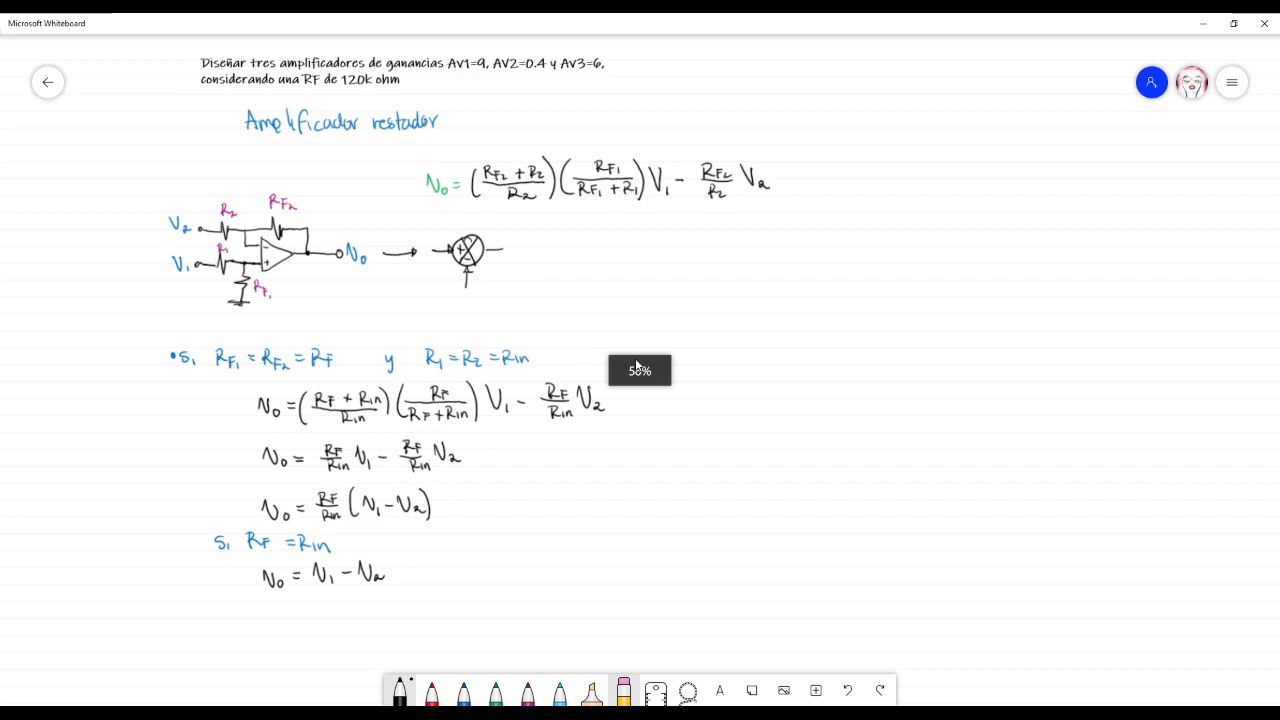 Microsoft Whiteboard
Diseñar tres amplificadores de ganancias AV1=9, AV2=0.4 y AV3=6,
considerando una RF de 120k ohm
Amplificador restador
No = (RF2 + R2 / R2) (RF1 / RF1 + R1) V1 - RF2 / R2 V2
R2 RF2
V2
R1
V1
No
RF1
• Si RF1 = RF2 = RF y R1 = R2 = Rin
58%
No = (RF + Rin / Rin) (RF / RF + Rin) V1 - RF / Rin V2
No = RF / Rin V1 - RF / Rin V2
No = RF / Rin (V1 - V2)
Si RF = Rin
No = V1 - V2